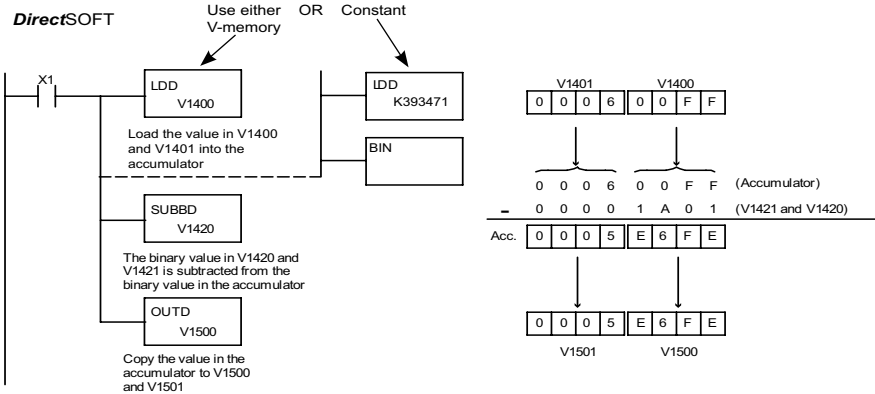 DirectSOFT
Use either OR Constant
V-memory
X1
LDD
V1400
Load the value in V1400
and V1401 into the
accumulator
LDD
K393471
BIN
SUBBD
V1420
The binary value in V1420 and
V1421 is subtracted from the
binary value in the accumulator
OUTD
V1500
Copy the value in the
accumulator to V1500
and V1501
V1401 V1400
0 0 0 6 0 0 F F
0 0 0 6 0 0 F F (Accumulator)
– 0 0 0 0 1 A 0 1 (V1421 and V1420)
Acc. 0 0 0 5 E 6 F E
0 0 0 5 E 6 F E
V1501 V1500